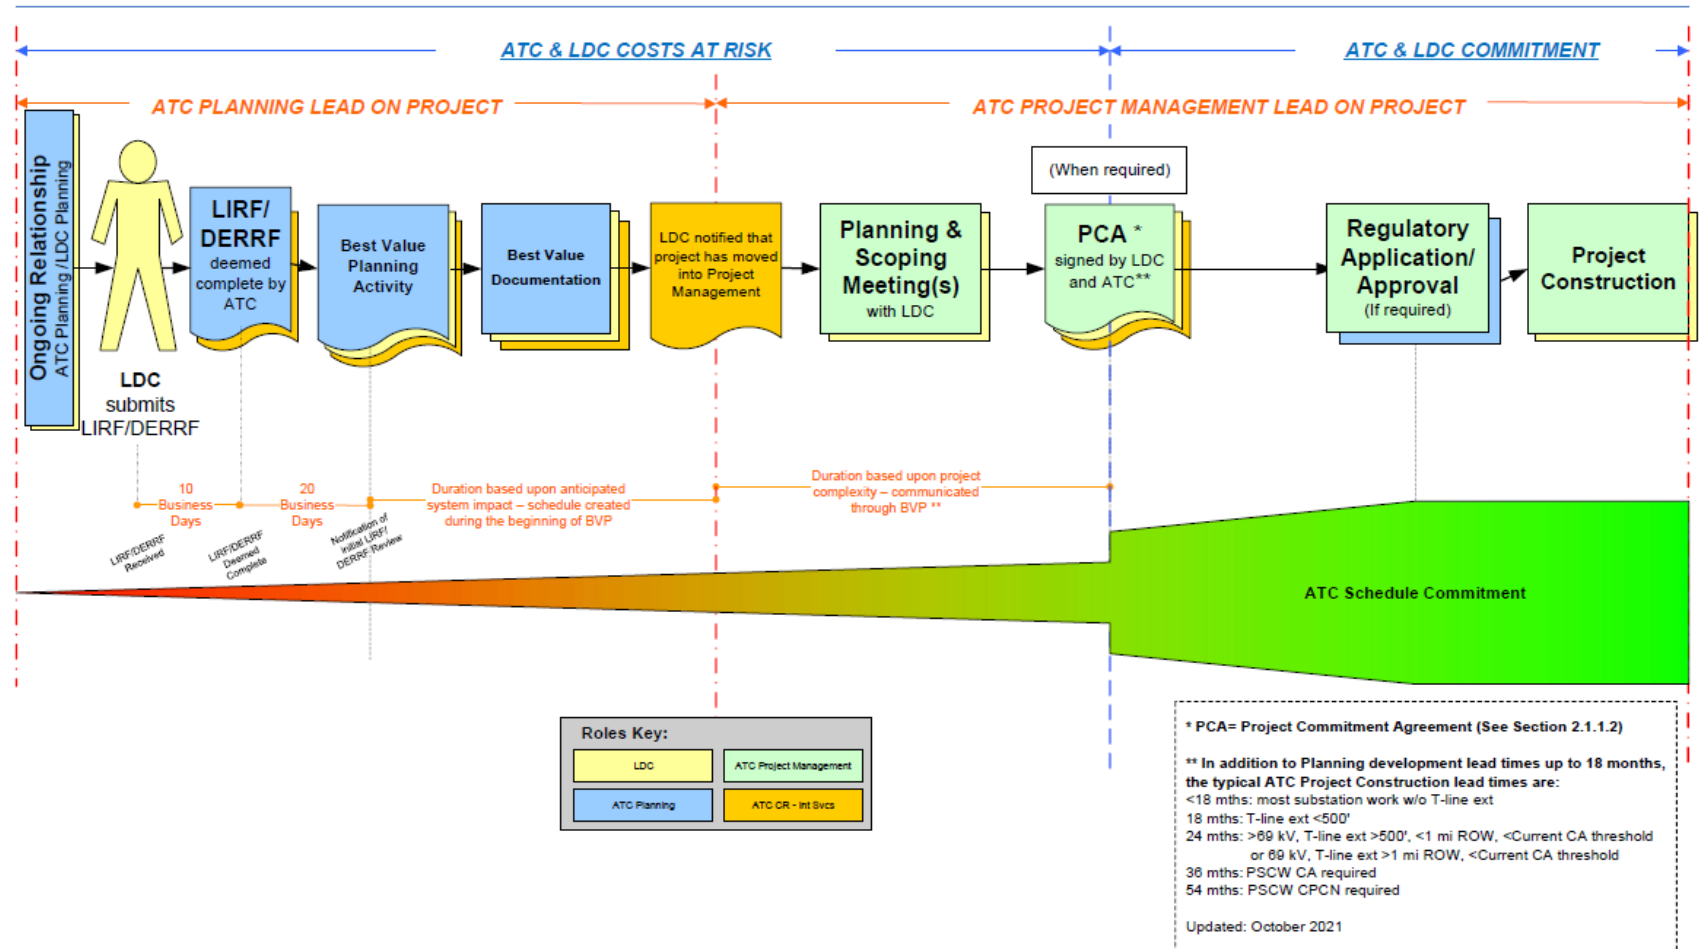 ATC & LDC COSTS AT RISK
ATC & LDC COMMITMENT
ATC PLANNING LEAD ON PROJECT
ATC PROJECT MANAGEMENT LEAD ON PROJECT
Ongoing Relationship
ATC Planning /LDC Planning
LDC
submits
LIRF/DERRF
LIRF/
DERRF
deemed
complete by
ATC
Best Value
Planning
Activity
Best Value
Documentation
LDC notified that
project has moved
into Project
Management
Planning &
Scoping
Meeting(s)
with LDC
(When required)
PCA *
signed by LDC
and ATC**
Regulatory
Application/
Approval
(If required)
Project
Construction
10
Business
Days
20
Business
Days
Duration based upon anticipated
system impact – schedule created
during the beginning of BVP
Duration based upon project
complexity – communicated
through BVP **
LIRF/DERRF
Received
LIRF/DERRF
Deemed
Complete
Notification of
Initial LIRF/
DERRF Review
ATC Schedule Commitment
Roles Key:
LDC
ATC Project Management
ATC Planning
ATC CR - Int Svcs
* PCA= Project Commitment Agreement (See Section 2.1.1.2)
** In addition to Planning development lead times up to 18 months,
the typical ATC Project Construction lead times are:
<18 mths: most substation work w/o T-line ext
18 mths: T-line ext <500'
24 mths: >69 kV, T-line ext >500', <1 mi ROW, <Current CA threshold
or 69 kV, T-line ext >1 mi ROW, <Current CA threshold
36 mths: PSCW CA required
54 mths: PSCW CPCN required
Updated: October 2021